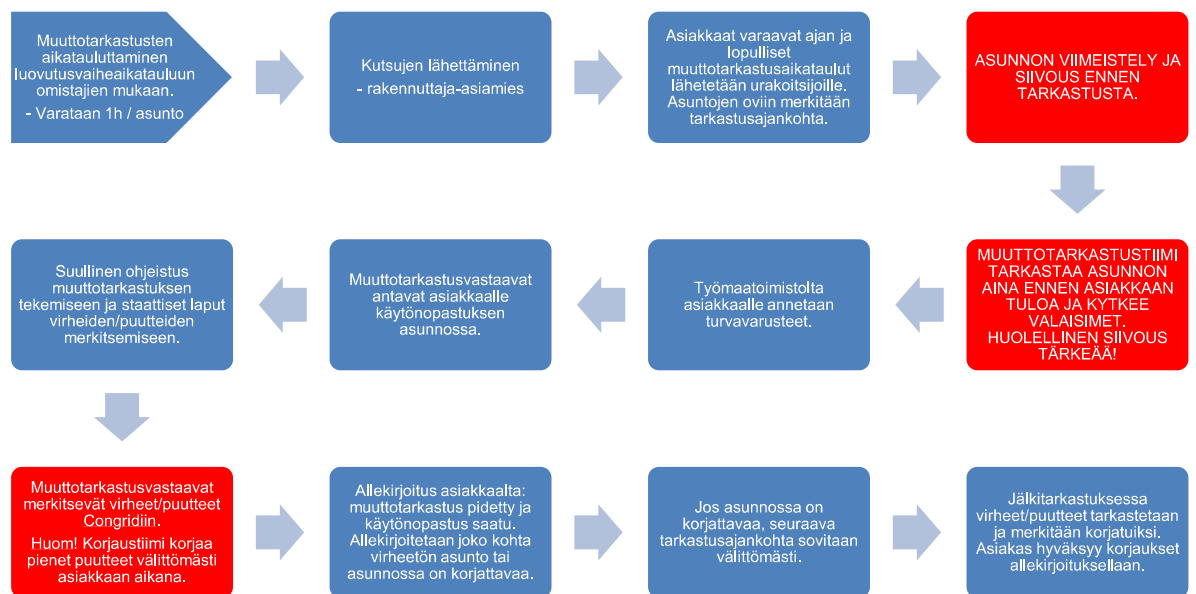 Muuttotarkastusten
aikatauluttaminen
luovutusvaiheaikatauluun
omistajien mukaan.
- Varataan 1h / asunto
Kutsujen lähettäminen
- rakennuttaja-asiamies
Asiakkaat varaavat ajan ja
lopulliset
muuttotarkastusaikataulut
lähetetään urakoitsijoille.
Asuntojen oviin merkitään
tarkastusajankohta.
ASUNNON VIIMEISTELY JA
SIIVOUS ENNEN
TARKASTUSTA.
MUUTTOTARKASTUSTIIMI
TARKASTAA ASUNNON
AINA ENNEN ASIAKKAAN
TULOA JA KYTKEE
VALAISIMET.
HUOLELLINEN SIIVOUS
TÄRKEÄÄ!
Työmaatoimistolta
asiakkaalle annetaan
turvavarusteet.
Muuttotarkastusvastaavat
antavat asiakkaalle
käytönopastuksen
asunnossa.
Suullinen ohjeistus
muuttotarkastuksen
tekemiseen ja staattiset laput
virheiden/puutteiden
merkitsemiseen.
Muuttotarkastusvastaavat
merkitsevät virheet/puutteet
Congridiin.
Huom! Korjaustiimi korjaa
pienet puutteet välittömästi
asiakkaan aikana.
Allekirjoitus asiakkaalta:
muuttotarkastus pidetty ja
käytönopastus saatu.
Allekirjoitetaan joko kohta
virheetön asunto tai
asunnossa on korjattavaa.
Jos asunnossa on
korjattavaa, seuraava
tarkastusajankohta sovitaan
välittömästi.
Jälkitarkastuksessa
virheet/puutteet tarkastetaan
ja merkitään korjatuiksi.
Asiakas hyväksyy korjaukset
allekirjoituksellaan.